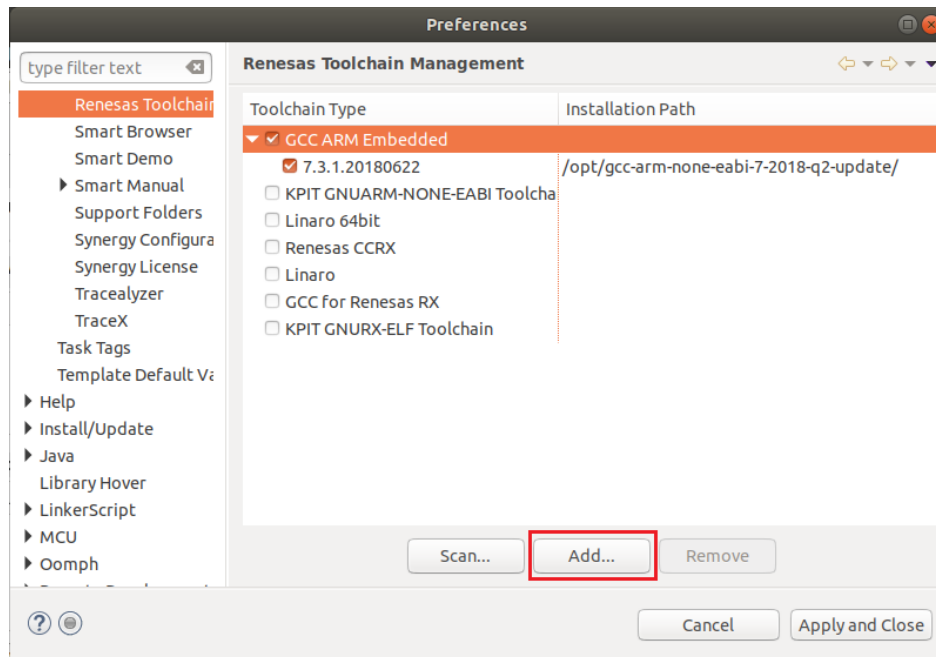 Preferences
type filter text
Renesas Toolchain Management
Renesas Toolchain
Smart Browser
Smart Demo
Smart Manual
Support Folders
Synergy Configura
Synergy License
Tracealyzer
TraceX
Task Tags
Template Default Va
Help
Install/Update
Java
Library Hover
LinkerScript
MCU
Oomph
Toolchain Type Installation Path
GCC ARM Embedded
7.3.1.20180622 /opt/gcc-arm-none-eabi-7-2018-q2-update/
KPIT GNUARM-NONE-EABI Toolcha
Linaro 64bit
Renesas CCRX
Linaro
GCC for Renesas RX
KPIT GNURX-ELF Toolchain
Scan... Add... Remove
? Cancel Apply and Close